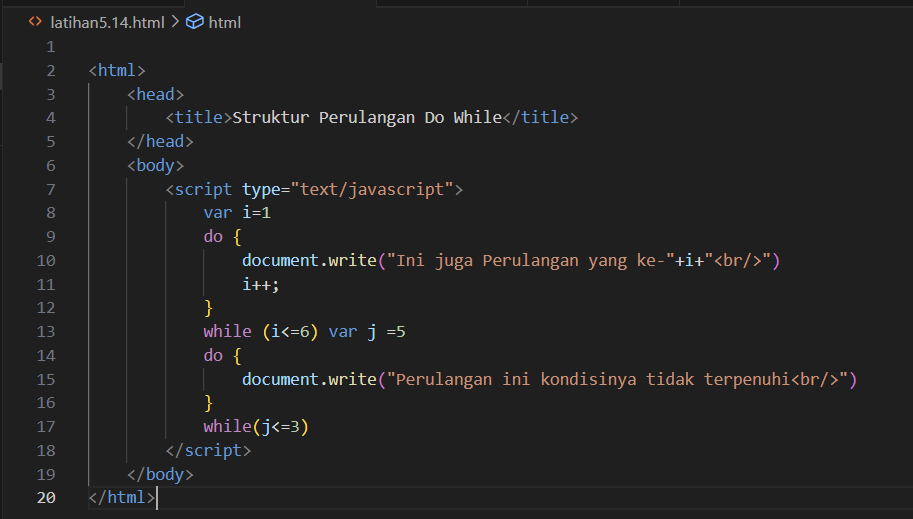 latihan5.14.html > html
1
2 <html>
3 <head>
4 <title>Struktur Perulangan Do While</title>
5 </head>
6 <body>
7 <script type="text/javascript">
8 var i=1
9 do {
10 document.write("Ini juga Perulangan yang ke-"+i+"<br/>")
11 i++;
12 }
13 while (i<=6) var j =5
14 do {
15 document.write("Perulangan ini kondisinya tidak terpenuhi<br/>")
16 }
17 while(j<=3)
18 </script>
19 </body>
20 </html>